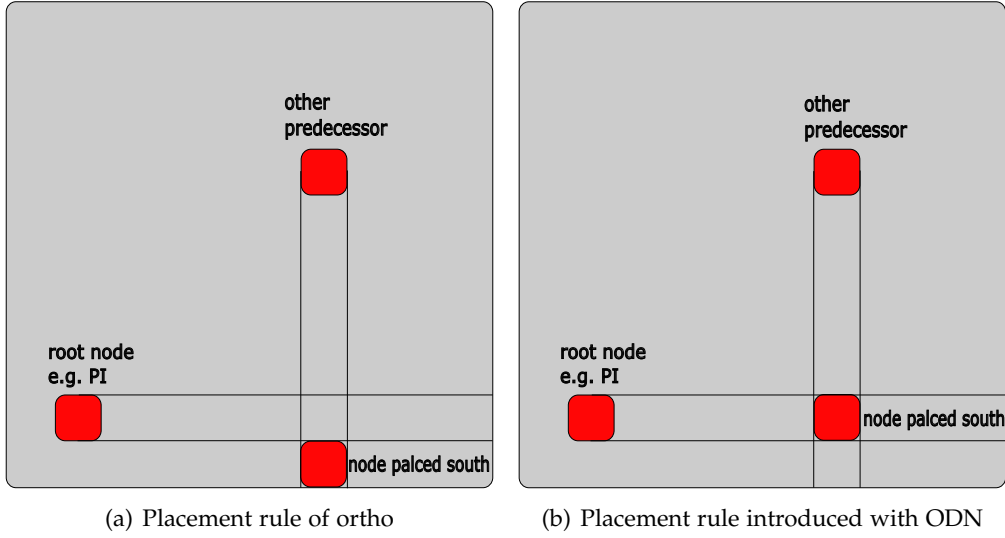 other
predecessor
root node
e.g. PI
node palced south
(a) Placement rule of ortho
other
predecessor
root node
e.g. PI
node palced south
(b) Placement rule introduced with ODN